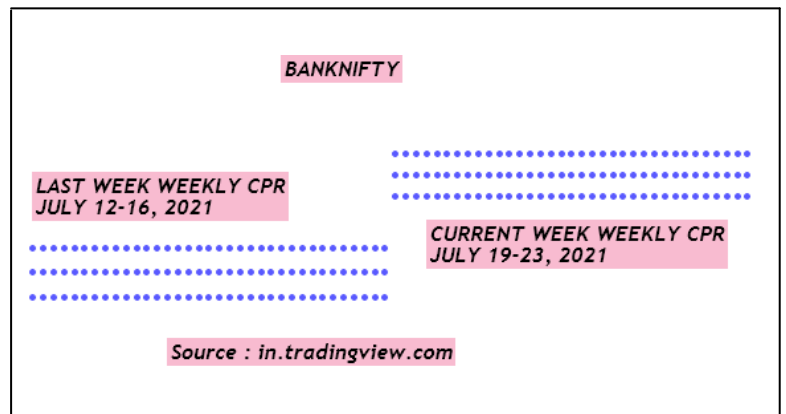 BANKNIFTY
LAST WEEK WEEKLY CPR
JULY 12-16, 2021
CURRENT WEEK WEEKLY CPR
JULY 19-23, 2021
Source : in.tradingview.com